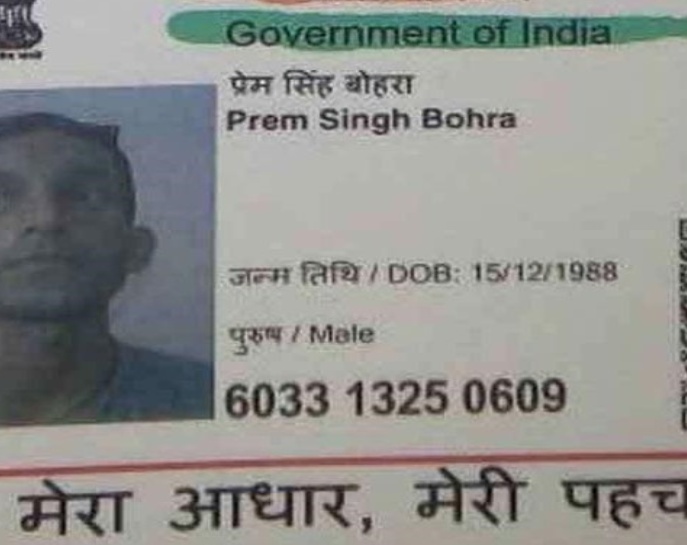 Government of India
प्रेम सिंह बोहरा
Prem Singh Bohra
जन्म तिथि / DOB: 15/12/1988
पुरुष / Male
6033 1325 0609
मेरा आधार, मेरी पहच